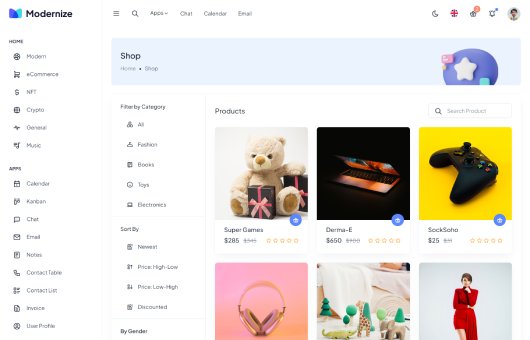 Modernize
Apps
Chat
Calendar
Email
HOME
Modern
eCommerce
NFT
Crypto
General
Music
APPS
Calendar
Kanban
Chat
Email
Notes
Contact Table
Contact List
Invoice
User Profile
Shop
Home • Shop
Filter by Category
All
Fashion
Books
Toys
Electronics
Sort By
Newest
Price: High-Low
Price: Low-High
Discounted
By Gender
Products
Search Product
Super Games
$285 $345
Derma-E
$650 $900
SockSoho
$25 $31